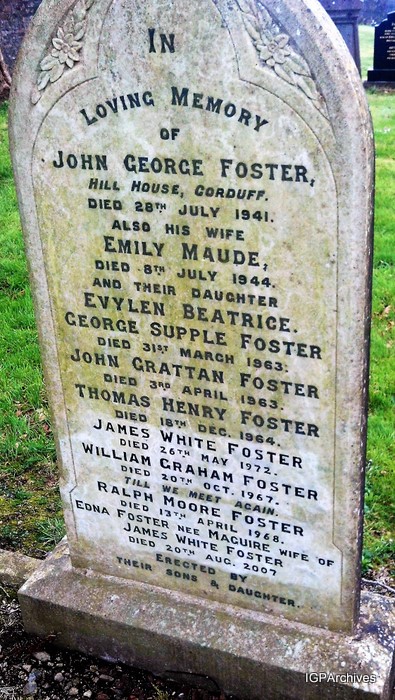 IN
LOVING MEMORY
OF
JOHN GEORGE FOSTER,
HILL HOUSE, CORDUFF.
DIED 28TH JULY 1941.
ALSO HIS WIFE
EMILY MAUDE,
DIED 8TH JULY 1944.
AND THEIR DAUGHTER
EVYLEN BEATRICE.
GEORGE SUPPLE FOSTER
DIED 31ST MARCH 1963.
JOHN GRATTAN FOSTER
DIED 3RD APRIL 1963.
THOMAS HENRY FOSTER
DIED 18TH DEC. 1964.
JAMES WHITE FOSTER
DIED 26TH MAY 1972.
WILLIAM GRAHAM FOSTER
DIED 20TH OCT. 1967.
TILL WE MEET AGAIN.
RALPH MOORE FOSTER
DIED 13TH APRIL 1968.
EDNA FOSTER NEE MAGUIRE WIFE OF
JAMES WHITE FOSTER
DIED 20TH AUG. 2007
ERECTED BY
THEIR SONS & DAUGHTER.
IGPArchives